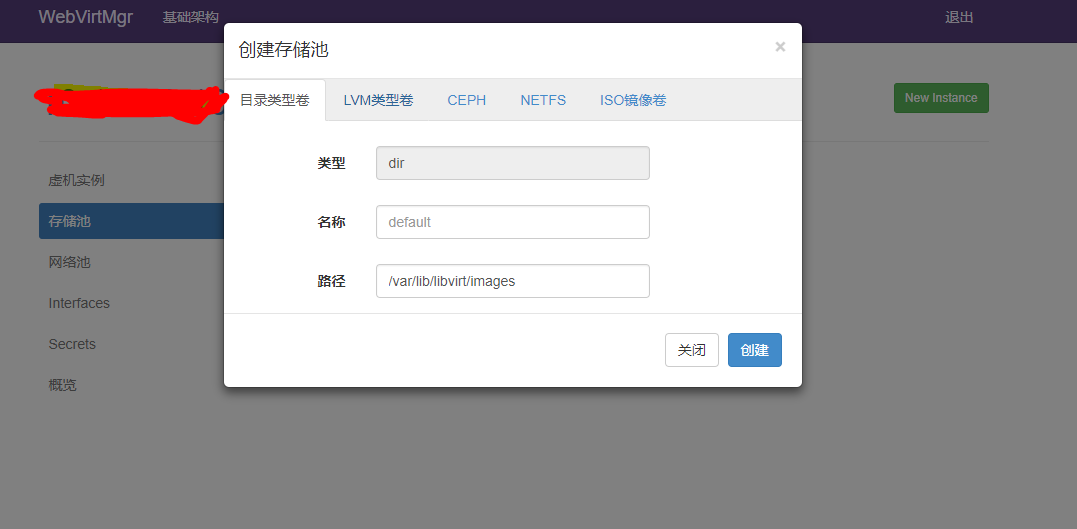 WebVirtMgr 基础架构 退出
创建存储池 ×
目录类型卷 LVM类型卷 CEPH NETFS ISO镜像卷
New Instance
类型 dir
虚机实例
名称 default
存储池
网络池
路径 /var/lib/libvirt/images
Interfaces
Secrets
关闭 创建
概览